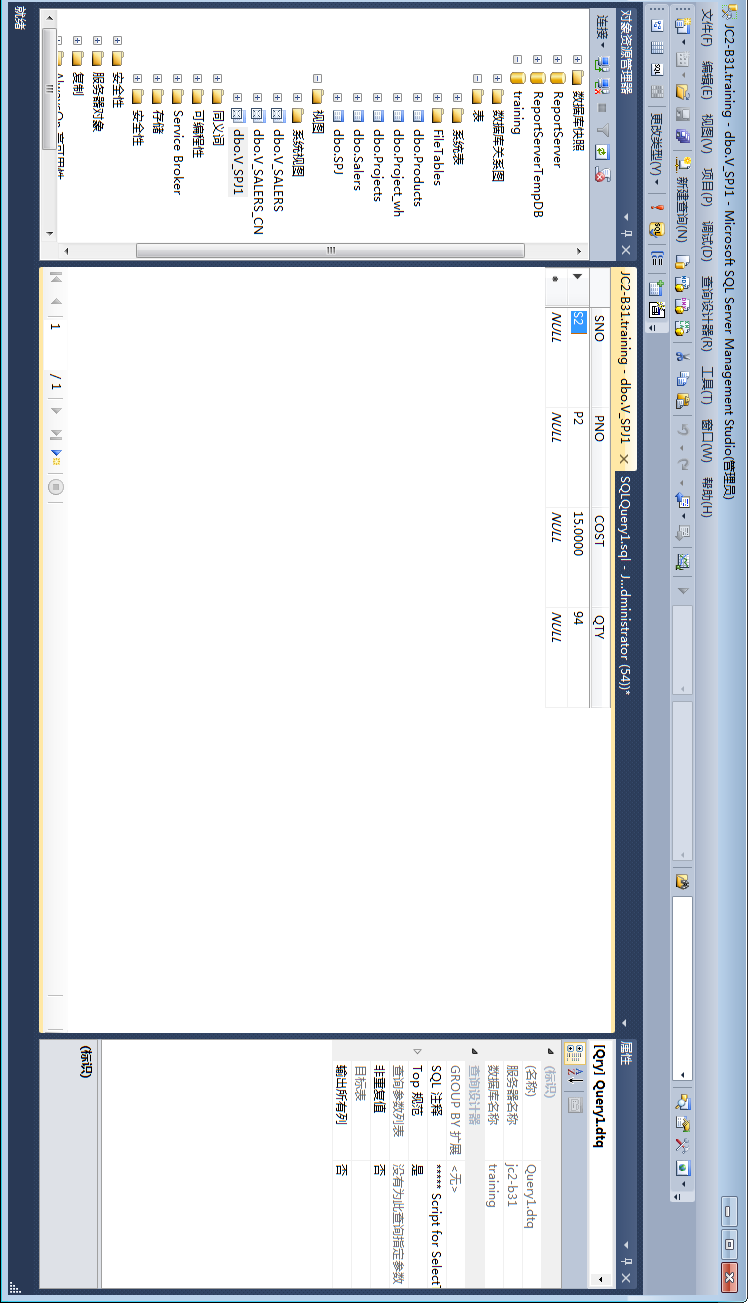 JC2-B31.training - dbo.V_SPJ1 - Microsoft SQL Server Management Studio(管理员)
文件(F) 编辑(E) 视图(V) 项目(P) 调试(D) 查询设计器(R) 工具(T) 窗口(W) 帮助(H)
新建查询(N)
更改类型(Y)
对象资源管理器
连接
数据库快照
ReportServer
ReportServerTempDB
training
数据库关系图
表
系统表
FileTables
dbo.Products
dbo.Project_wh
dbo.Projects
dbo.Salers
dbo.SPJ
视图
系统视图
dbo.V_SALERS
dbo.V_SALERS_CN
dbo.V_SPJ1
同义词
可编程性
Service Broker
存储
安全性
安全性
服务器对象
复制
JC2-B31.training - dbo.V_SPJ1
SQLQuery1.sql - J...dministrator (54))*
SNO PNO COST QTY
S2 P2 15.0000 94
NULL NULL NULL NULL
1 / 1
属性
[Qry] Query1.dtq
(标识)
(名称) Query1.dtq
服务器名称 jc2-b31
数据库名称 training
查询设计器
GROUP BY 扩展 <无>
SQL 注释 ***** Script for Select
Top 规范 是
查询参数列表 没有为此查询指定参数
非重复值 否
目标表
输出所有列 否
(标识)
就绪